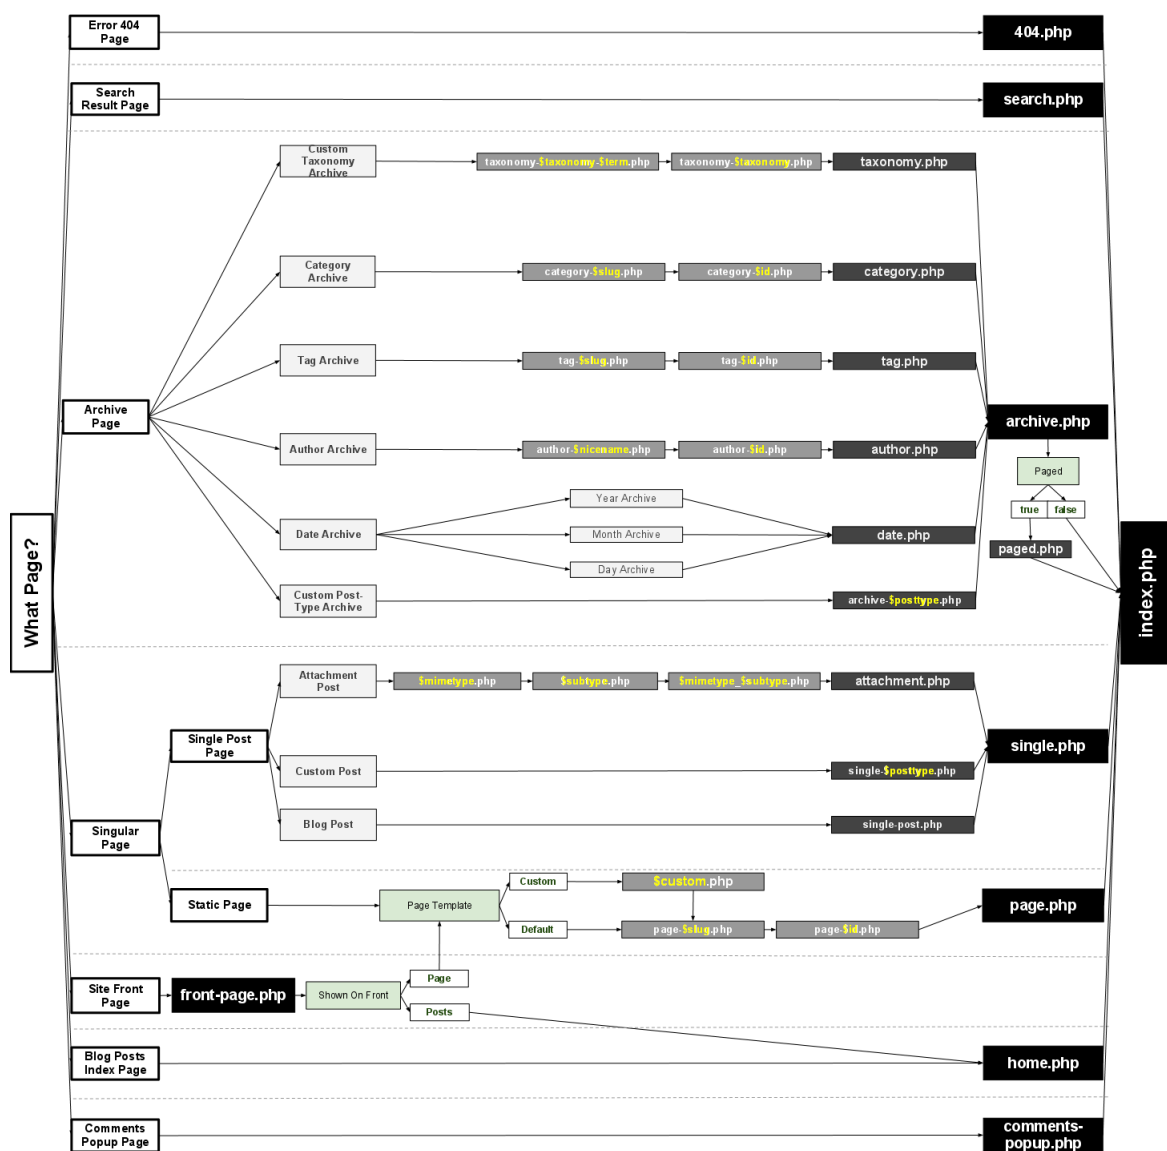 Error 404
Page
404.php
Search
Result Page
search.php
Custom
Taxonomy
Archive
taxonomy-$taxonomy-$term.php
taxonomy-$taxonomy.php
taxonomy.php
Category
Archive
category-$slug.php
category-$id.php
category.php
Tag Archive
tag-$slug.php
tag-$id.php
tag.php
Archive
Page
archive.php
Author Archive
author-$nicename.php
author-$id.php
author.php
Paged
true
false
paged.php
Year Archive
Date Archive
Month Archive
date.php
Day Archive
What Page?
index.php
Custom Post-
Type Archive
archive-$posttype.php
Attachment
Post
$mimetype.php
$subtype.php
$mimetype_$subtype.php
attachment.php
Single Post
Page
single.php
Custom Post
single-$posttype.php
Blog Post
single-post.php
Singular
Page
Static Page
Page Template
Custom
$custom.php
Default
page-$slug.php
page-$id.php
page.php
Site Front
Page
front-page.php
Shown On Front
Page
Posts
Blog Posts
Index Page
home.php
Comments
Popup Page
comments-
popup.php